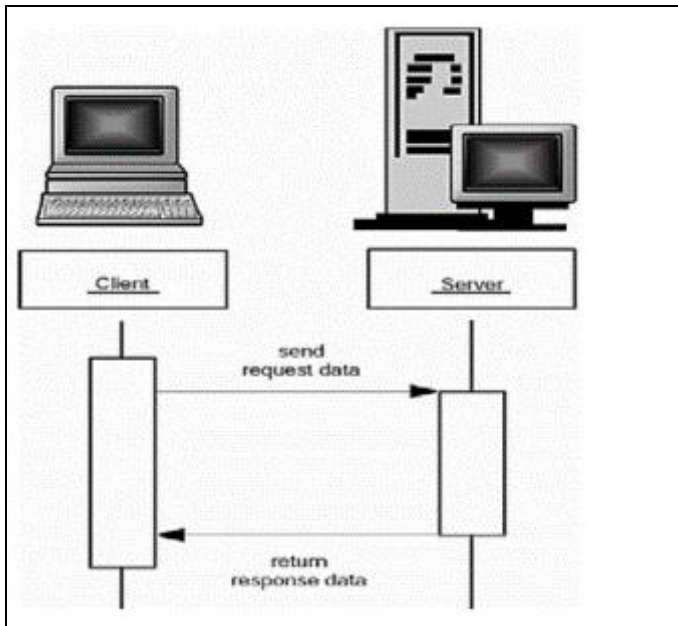 Client
Server
send
request data
return
response data